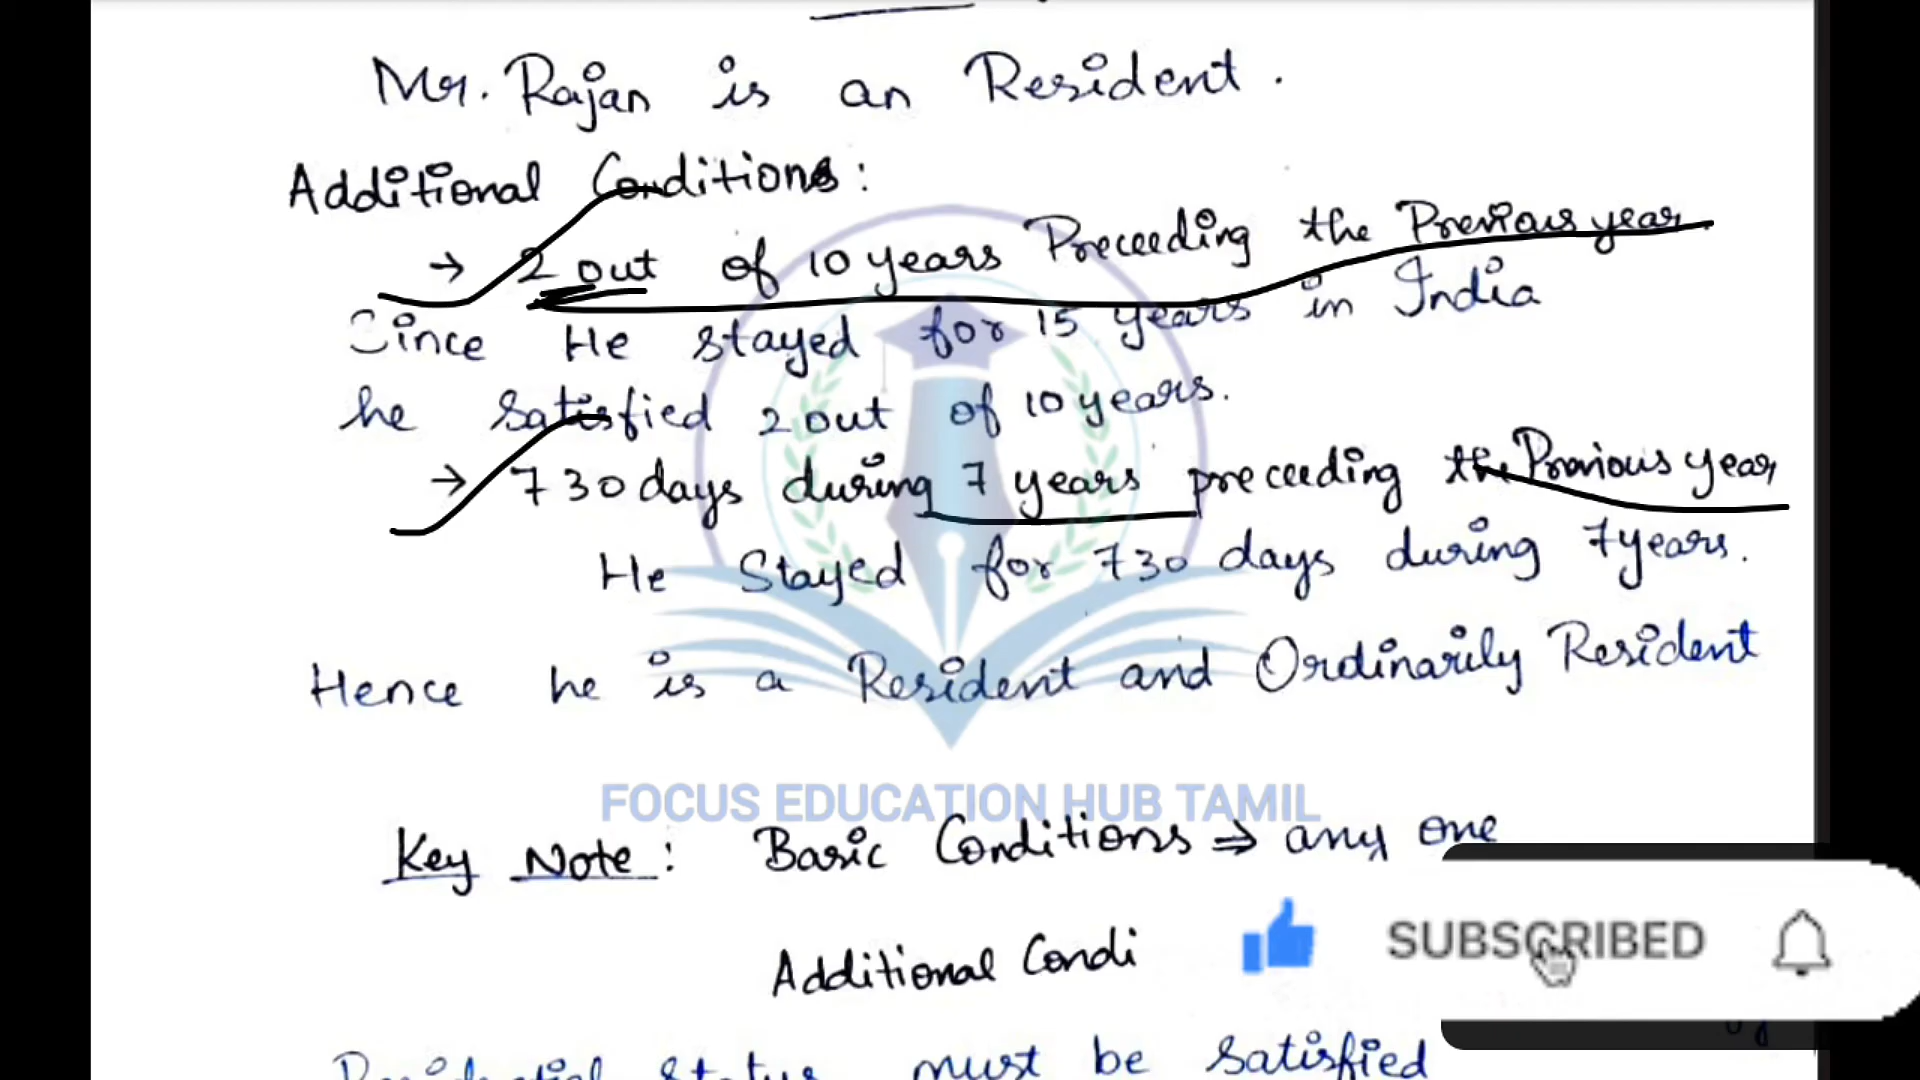 Mr. Rajan is an Resident.
Additional Conditions:
→ 2 out of 10 years Preceeding the Previous year
Since He stayed for 15 years in India
he satisfied 2 out of 10 years.
→ 730 days during 7 years preceeding the Previous year
He Stayed for 730 days during 7 years.
Hence he is a Resident and Ordinarily Resident
FOCUS EDUCATION HUB TAMIL
Key Note: Basic Conditions ⇒ any one
Additional Condi
SUBSCRIBED
must be satisfied